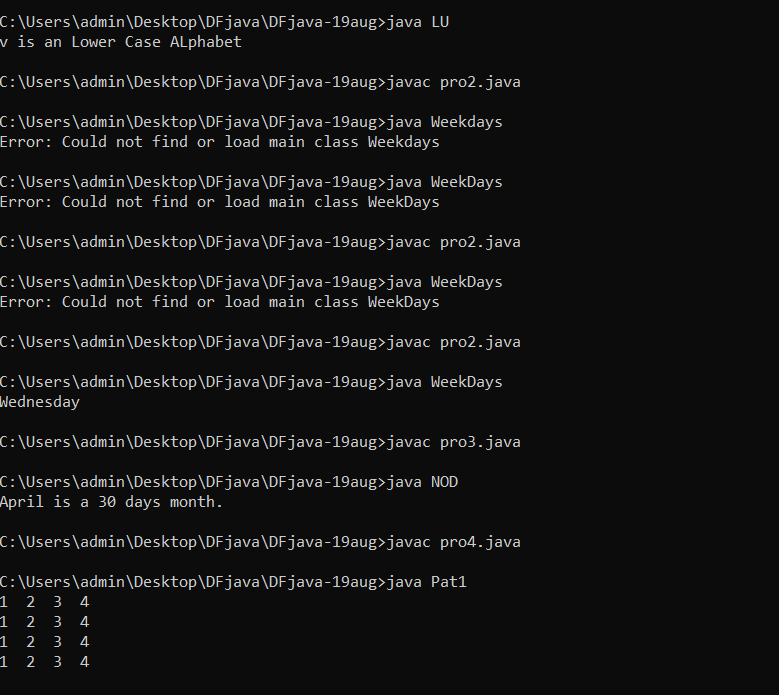 C:\Users\admin\Desktop\DFjava\DFjava-19aug>java LU
v is an Lower Case ALphabet
C:\Users\admin\Desktop\DFjava\DFjava-19aug>javac pro2.java
C:\Users\admin\Desktop\DFjava\DFjava-19aug>java Weekdays
Error: Could not find or load main class Weekdays
C:\Users\admin\Desktop\DFjava\DFjava-19aug>java WeekDays
Error: Could not find or load main class WeekDays
C:\Users\admin\Desktop\DFjava\DFjava-19aug>javac pro2.java
C:\Users\admin\Desktop\DFjava\DFjava-19aug>java WeekDays
Error: Could not find or load main class WeekDays
C:\Users\admin\Desktop\DFjava\DFjava-19aug>javac pro2.java
C:\Users\admin\Desktop\DFjava\DFjava-19aug>java WeekDays
Wednesday
C:\Users\admin\Desktop\DFjava\DFjava-19aug>javac pro3.java
C:\Users\admin\Desktop\DFjava\DFjava-19aug>java NOD
April is a 30 days month.
C:\Users\admin\Desktop\DFjava\DFjava-19aug>javac pro4.java
C:\Users\admin\Desktop\DFjava\DFjava-19aug>java Pat1
1  2  3  4
1  2  3  4
1  2  3  4
1  2  3  4